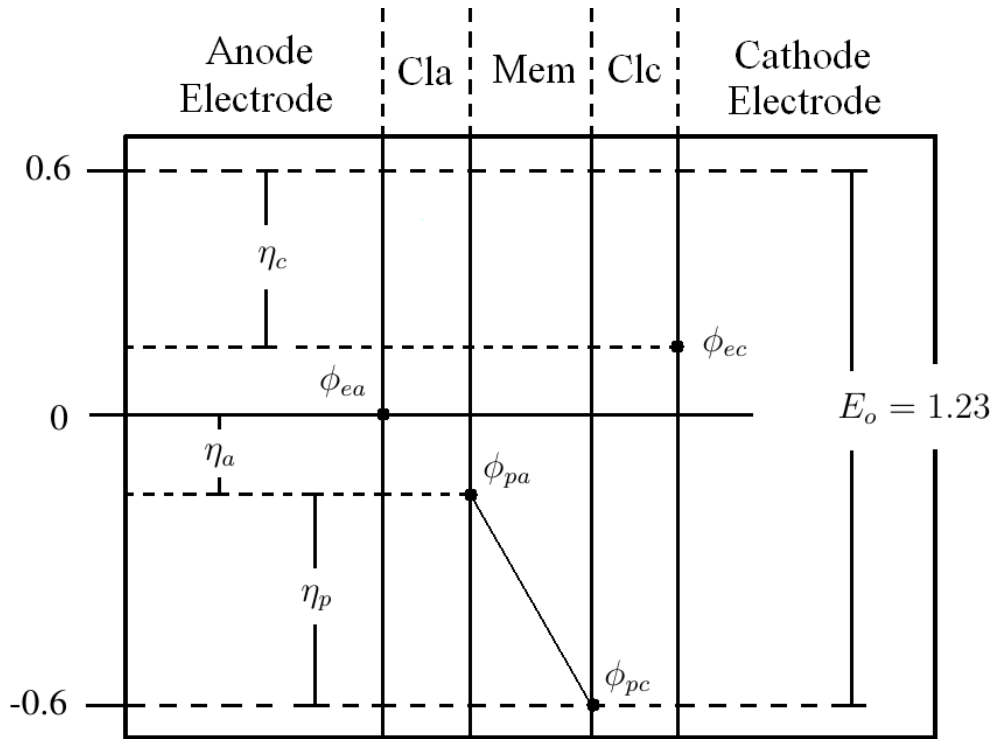 Anode
Electrode
Cla
Mem
Clc
Cathode
Electrode
0.6
η_c
ϕ_ec
ϕ_ea
0
E_o = 1.23
η_a
ϕ_pa
η_p
ϕ_pc
-0.6